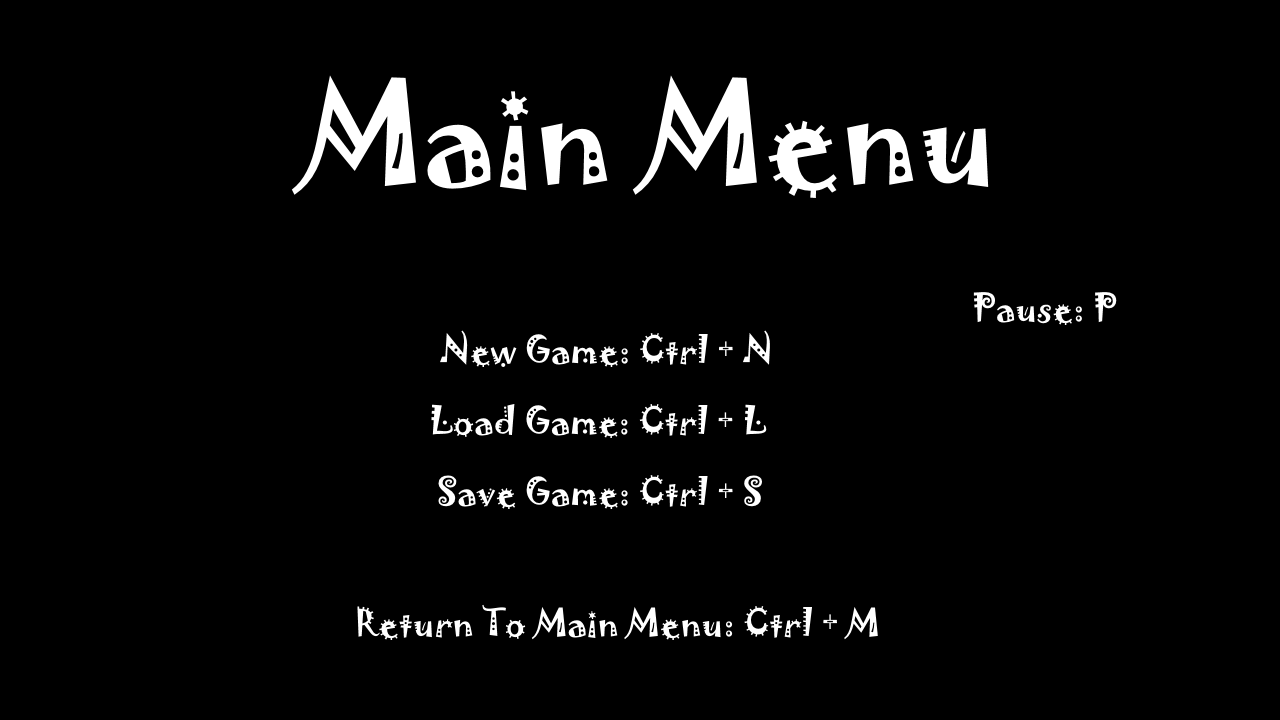 Main Menu
Pause: P
New Game: Ctrl + N
Load Game: Ctrl + L
Save Game: Ctrl + S
Return To Main Menu: Ctrl + M